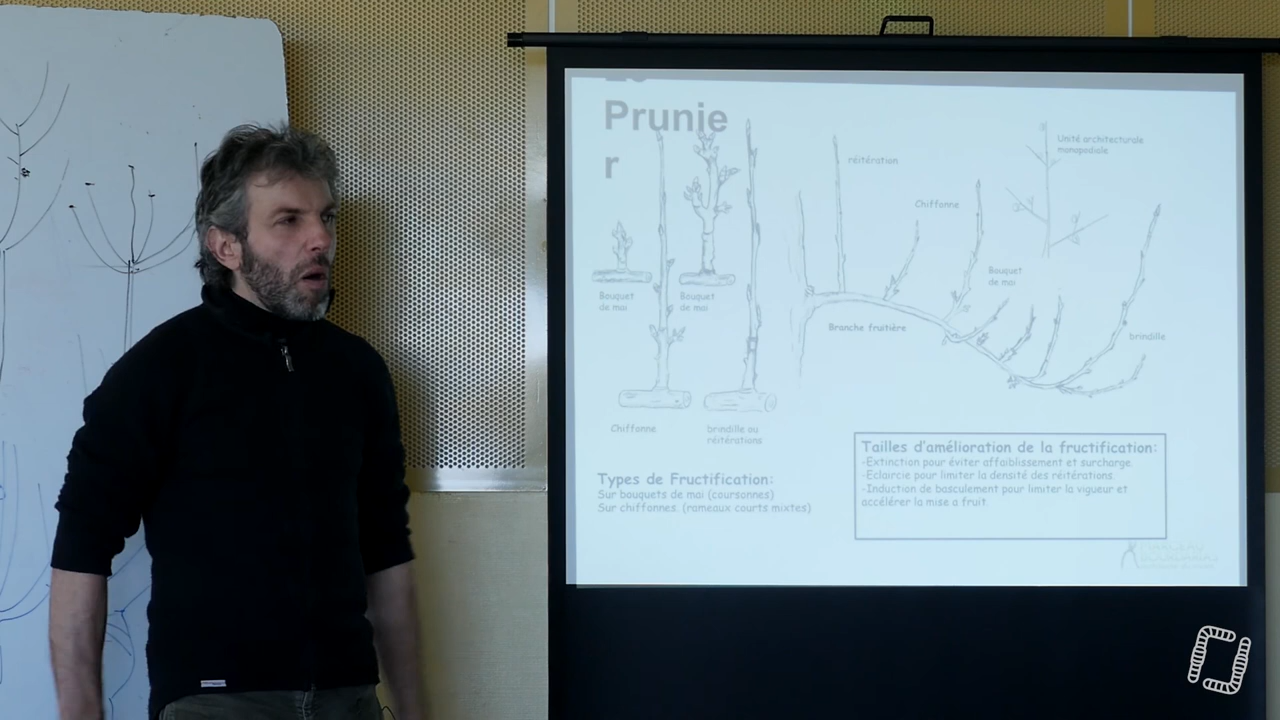 Le
Prunie
r
réitération
Unité architecturale
monopodiale
Chiffonne
Bouquet
de mai
Bouquet
de mai
Bouquet
de mai
Branche fruitière
brindille
Chiffonne
brindille ou
réitérations
Types de Fructification:
Sur bouquets de mai (coursonnes)
Sur chiffonnes. (rameaux courts mixtes)
Tailles d'amélioration de la fructification:
-Extinction pour éviter affaiblissement et surcharge
-Eclaircie pour limiter la densité des réitérations.
-Induction de basculement pour limiter la vigueur et
accélérer la mise a fruit.